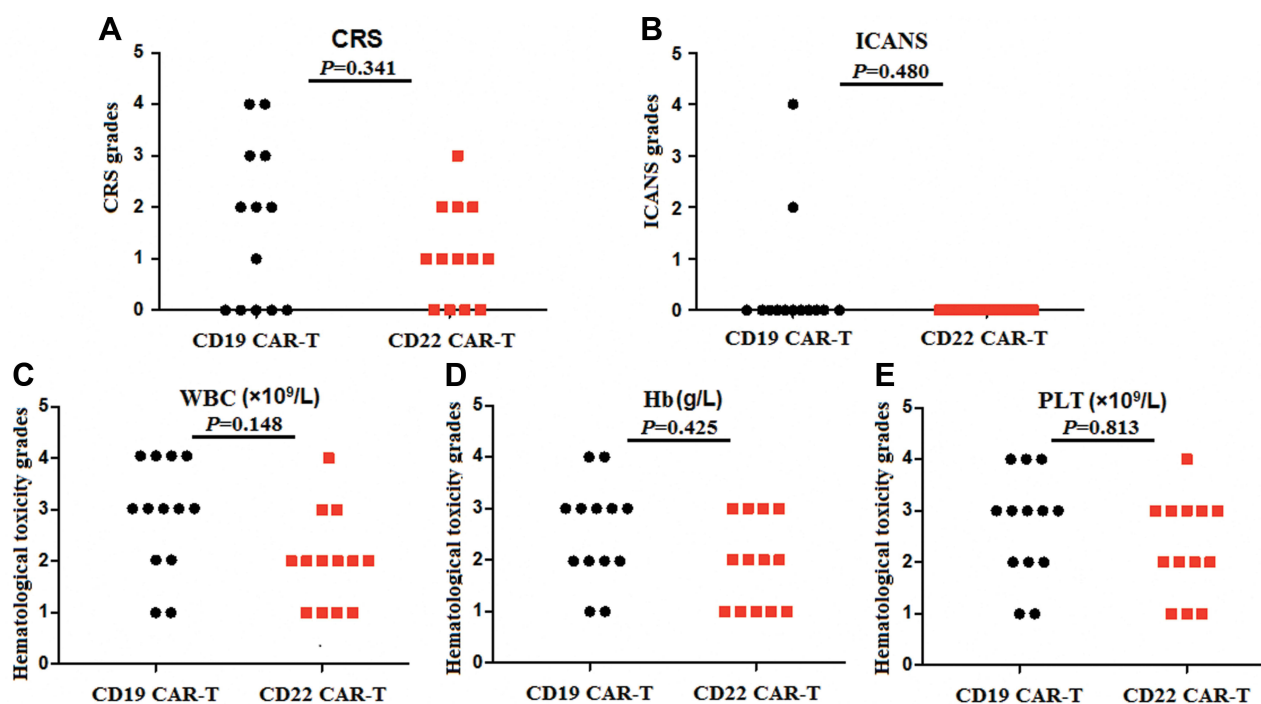 A
CRS
P=0.341
CRS grades
5
4
3
2
1
0
CD19 CAR-T
CD22 CAR-T
B
ICANS
P=0.480
ICANS grades
5
4
3
2
1
0
CD19 CAR-T
CD22 CAR-T
C
WBC (×10⁹/L)
P=0.148
Hematological toxicity grades
5
4
3
2
1
0
CD19 CAR-T
CD22 CAR-T
D
Hb(g/L)
P=0.425
Hematological toxicity grades
5
4
3
2
1
0
CD19 CAR-T
CD22 CAR-T
E
PLT (×10⁹/L)
P=0.813
Hematological toxicity grades
5
4
3
2
1
0
CD19 CAR-T
CD22 CAR-T